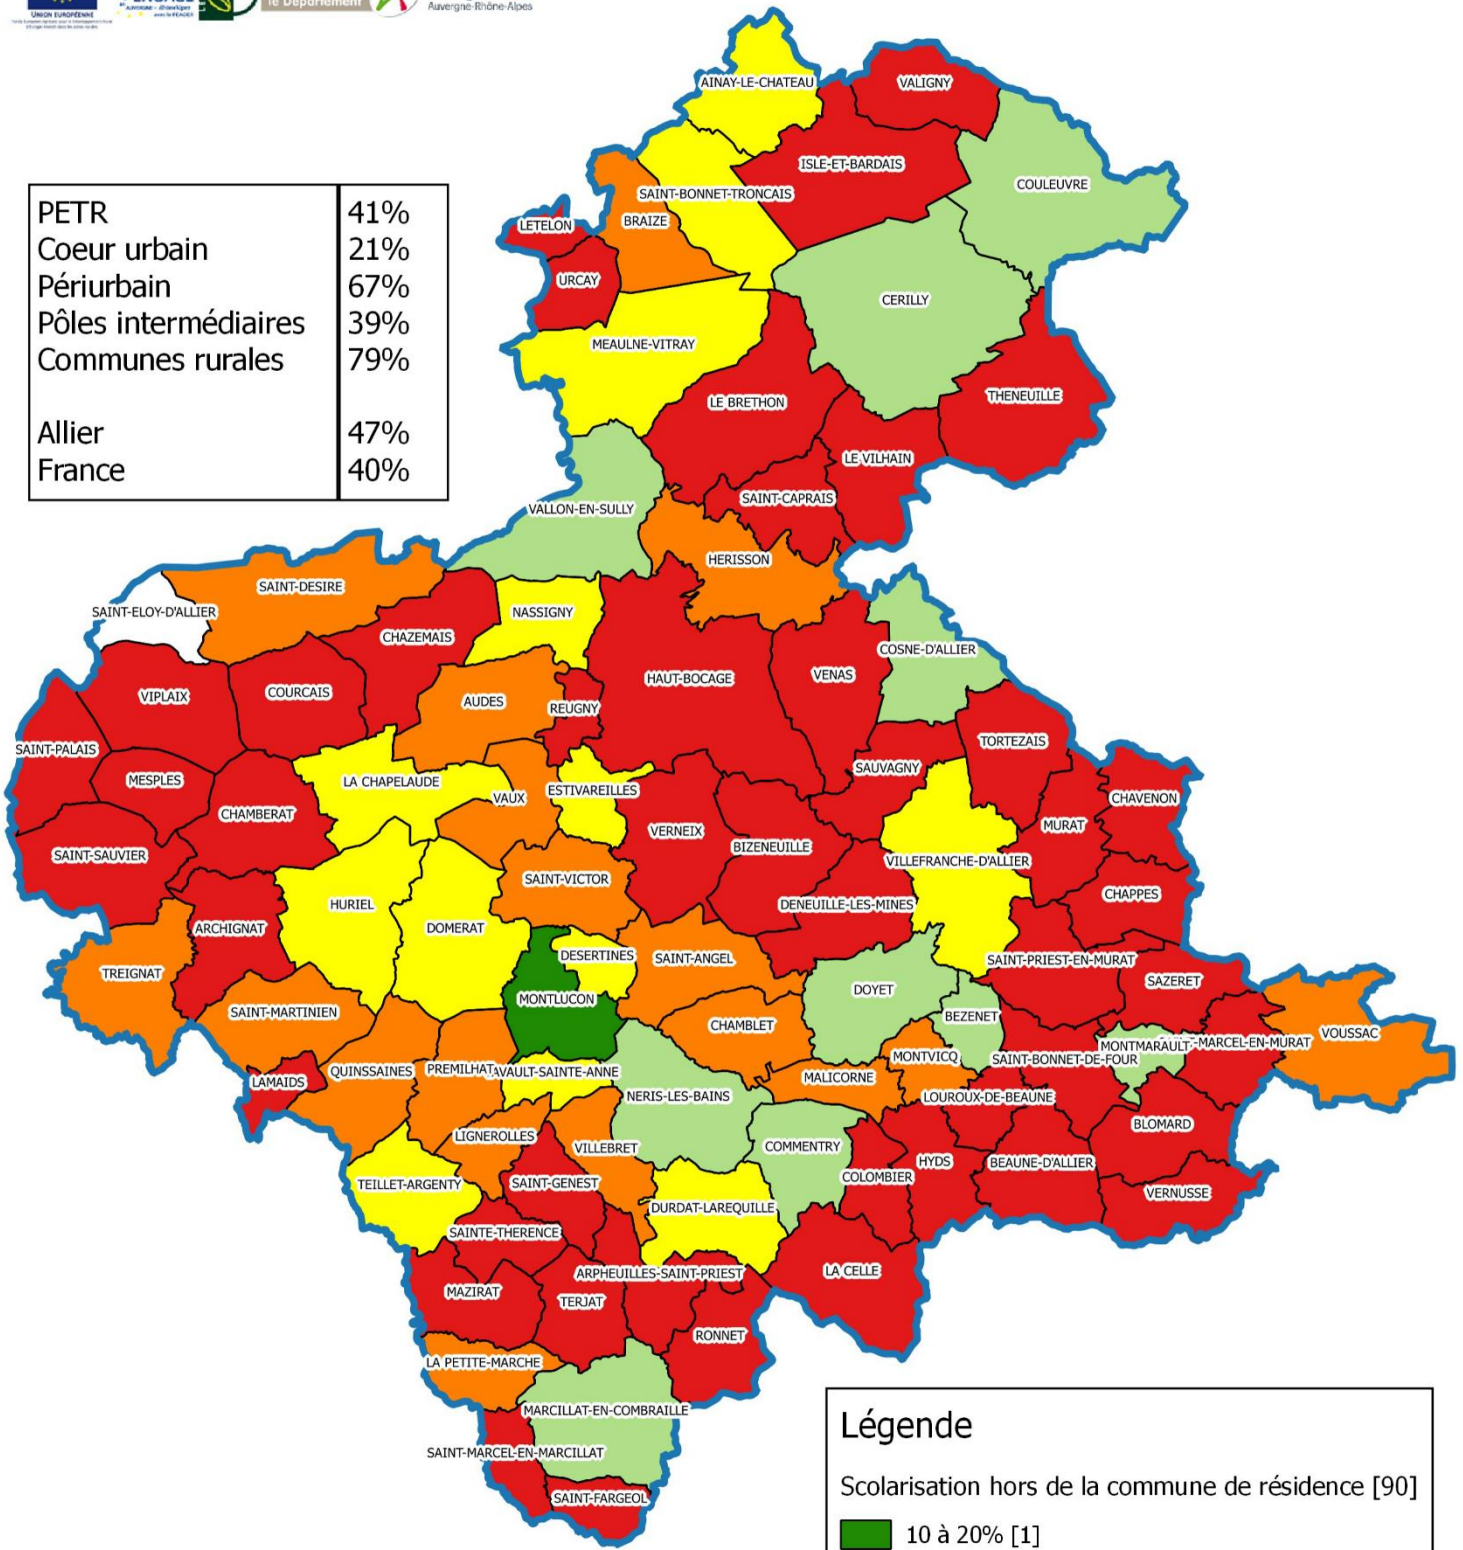 UNION EUROPÉENNE
le Département
Auvergne-Rhône-Alpes
PETR 41%
Coeur urbain 21%
Périurbain 67%
Pôles intermédiaires 39%
Communes rurales 79%
Allier 47%
France 40%
AINAY-LE-CHATEAU
VALIGNY
ISLE-ET-BARDAIS
COULEUVRE
SAINT-BONNET-TRONCAIS
BRAIZE
LETELON
URCAY
CERILLY
MEAULNE-VITRAY
LE BRETHON
THENEUILLE
LE VILHAIN
SAINT-CAPRAIS
VALLON-EN-SULLY
HERISSON
SAINT-DESIRE
SAINT-ELOY-D'ALLIER
NASSIGNY
CHAZEMAIS
COSNE-D'ALLIER
HAUT-BOCAGE
VENAS
VIPLAIX
COURCAIS
AUDES
REUGNY
SAINT-PALAIS
TORTEZAIS
MESPLES
LA CHAPELAUDE
SAUVAGNY
ESTIVAREILLES
VAUX
CHAVENON
CHAMBERAT
MURAT
VERNEIX
BIZENEUILLE
SAINT-SAUVIER
VILLEFRANCHE-D'ALLIER
SAINT-VICTOR
CHAPPES
HURIEL
DENEUILLE-LES-MINES
ARCHIGNAT
DOMERAT
DESERTINES
SAINT-ANGEL
SAINT-PRIEST-EN-MURAT
TREIGNAT
SAZERET
DOYET
MONTLUCON
SAINT-MARTINIEN
BEZENET
CHAMBLET
VOUSSAC
MONTMARAULT
-MARCEL-EN-MURAT
MONTVICQ
SAINT-BONNET-DE-FOUR
QUINSSAINES
PREMILHAT
AVAULT-SAINTE-ANNE
MALICORNE
LAMAIDS
NERIS-LES-BAINS
LOUROUX-DE-BEAUNE
BLOMARD
LIGNEROLLES
VILLEBRET
COMMENTRY
HYDS
BEAUNE-D'ALLIER
COLOMBIER
TEILLET-ARGENTY
SAINT-GENEST
VERNUSSE
DURDAT-LAREQUILLE
SAINTE-THERENCE
ARPHEUILLES-SAINT-PRIEST
LA CELLE
MAZIRAT
TERJAT
RONNET
LA PETITE-MARCHE
MARCILLAT-EN-COMBRAILLE
SAINT-MARCEL-EN-MARCILLAT
SAINT-FARGEOL
Légende
Scolarisation hors de la commune de résidence [90]
10 à 20% [1]